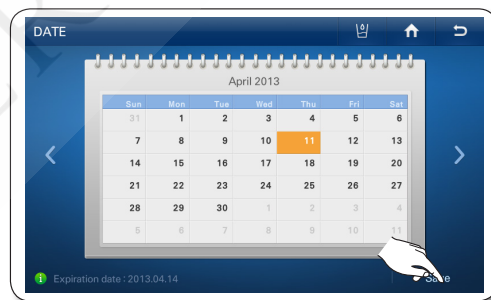 DATE
April 2013
Sun Mon Tue Wed Thu Fri Sat
31 1 2 3 4 5 6
7 8 9 10 11 12 13
14 15 16 17 18 19 20
21 22 23 24 25 26 27
28 29 30 1 2 3 4
5 6 7 8 9 10 11
Expiration date : 2013.04.14
Save